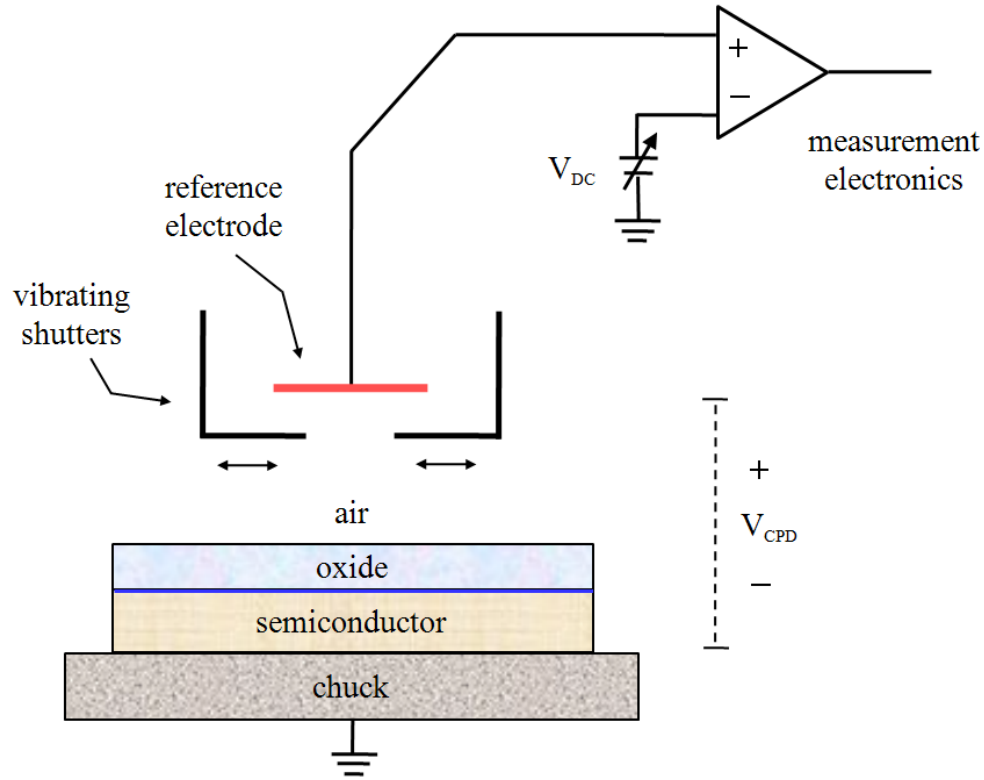 +
−
V_DC
measurement
electronics
reference
electrode
vibrating
shutters
air
+
V_CPD
−
oxide
semiconductor
chuck